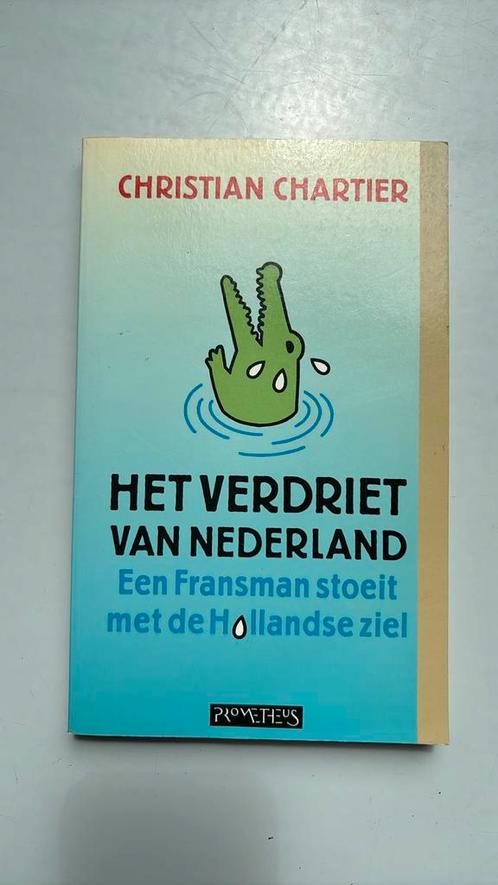 CHRISTIAN CHARTIER
HET VERDRIET
VAN NEDERLAND
Een Fransman stoeit
met de Hollandse ziel
PROMETHEUS